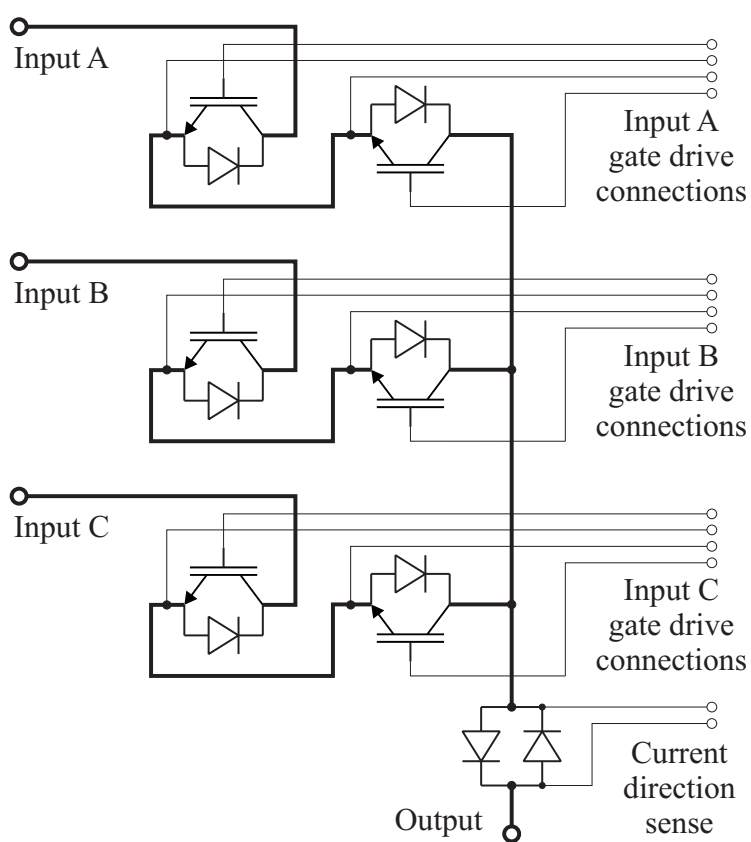 Input A
Input A
gate drive
connections
Input B
Input B
gate drive
connections
Input C
Input C
gate drive
connections
Current
direction
sense
Output